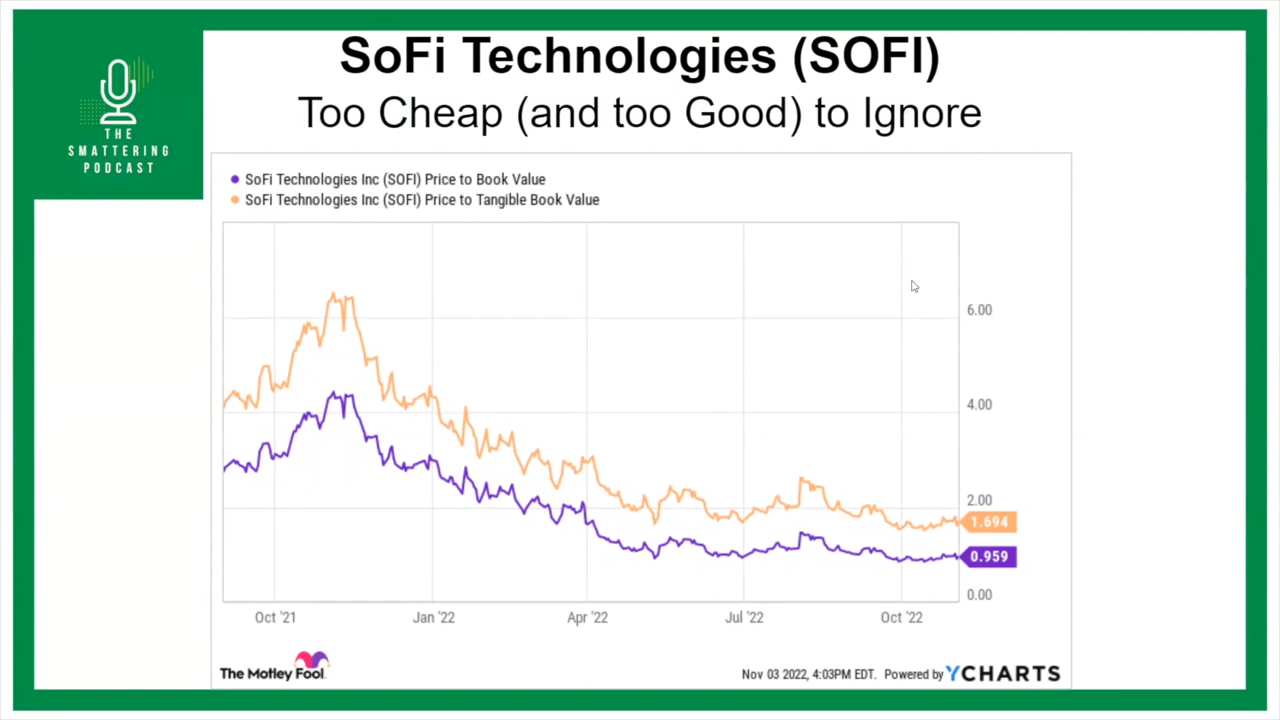 SoFi Technologies (SOFI)
Too Cheap (and too Good) to Ignore
THE
SMATTERING
PODCAST
SoFi Technologies Inc (SOFI) Price to Book Value
SoFi Technologies Inc (SOFI) Price to Tangible Book Value
6.00
4.00
2.00
1.694
0.959
0.00
Oct '21 Jan '22 Apr '22 Jul '22 Oct '22
The Motley Fool.
Nov 03 2022, 4:03PM EDT. Powered by YCHARTS